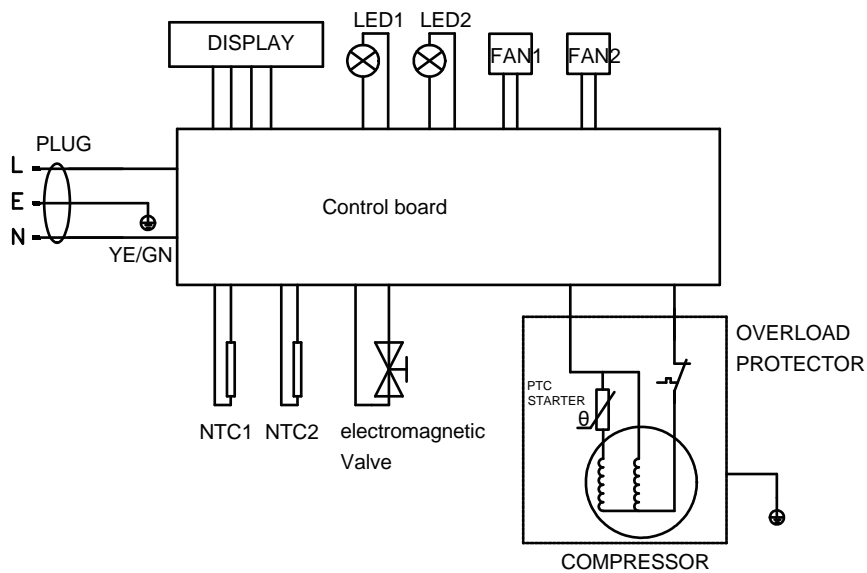 LED1
LED2
DISPLAY
FAN1
FAN2
PLUG
L
E
N
YE/GN
Control board
OVERLOAD
PROTECTOR
PTC
STARTER
θ
NTC1
NTC2
electromagnetic
Valve
COMPRESSOR